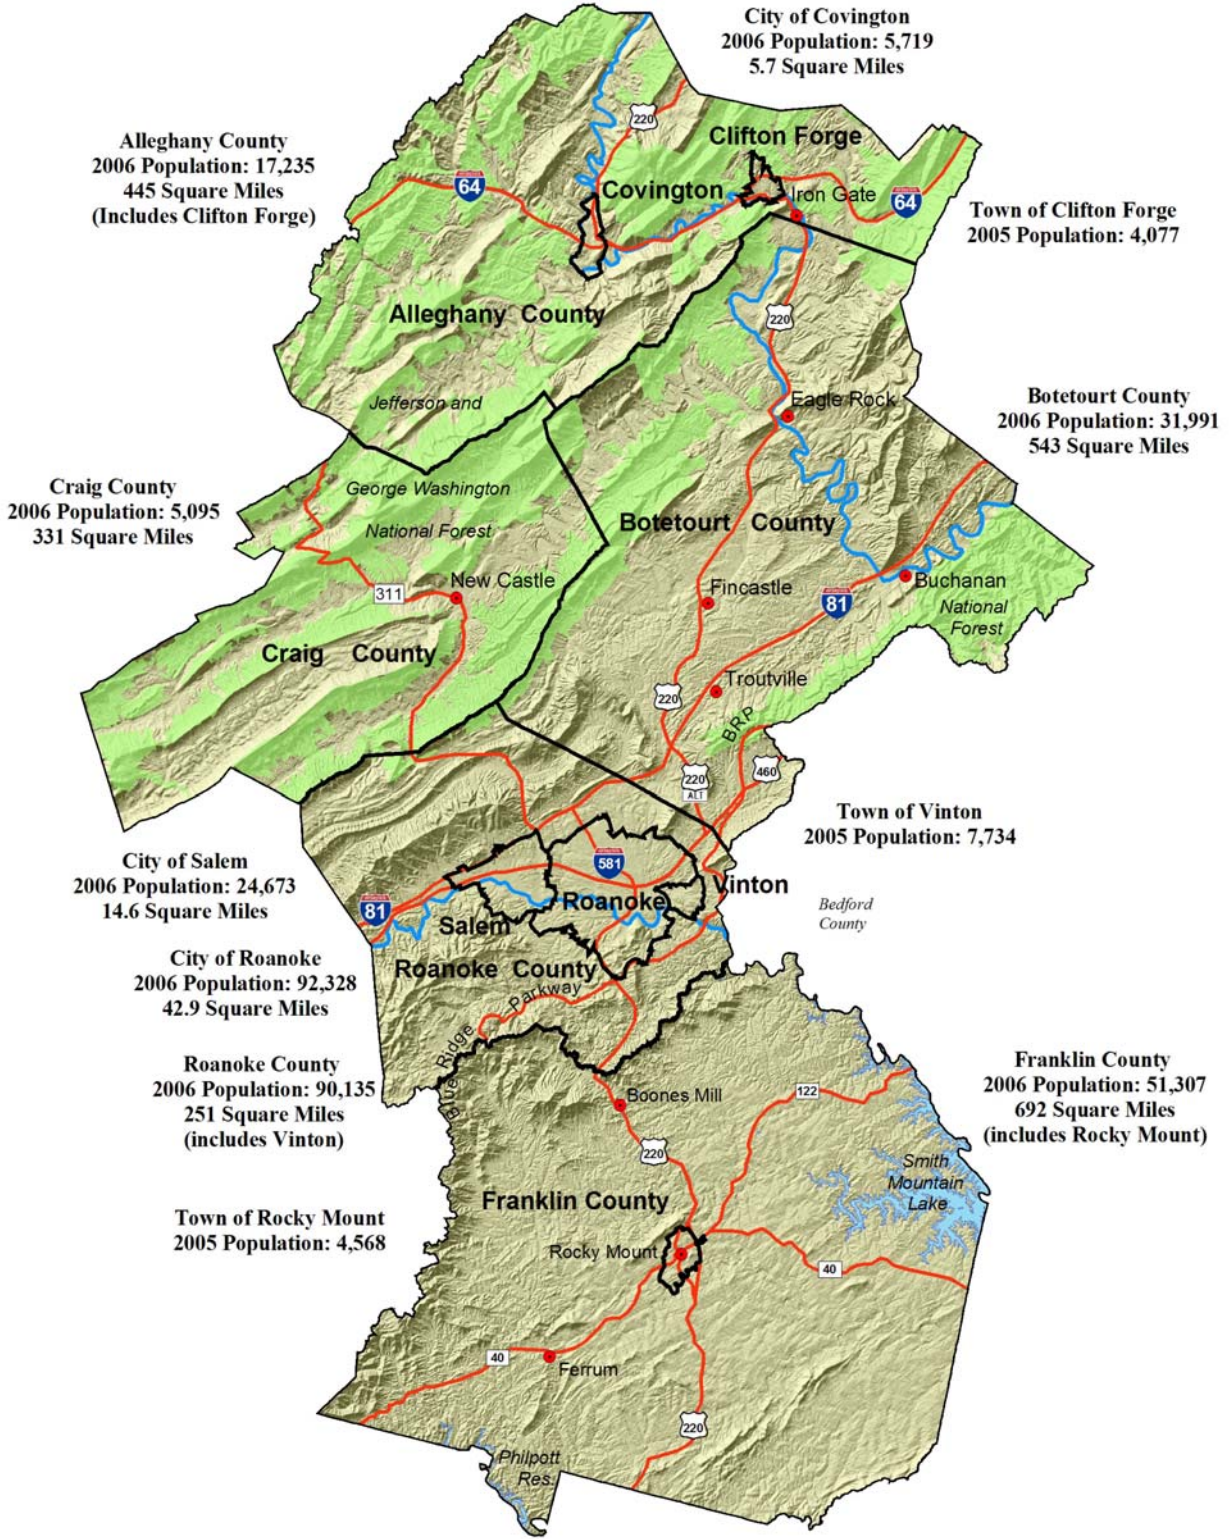 City of Covington
2006 Population: 5,719
5.7 Square Miles
220
Clifton Forge
Alleghany County
2006 Population: 17,235
445 Square Miles
(Includes Clifton Forge)
64
Covington
Iron Gate
64
Town of Clifton Forge
2005 Population: 4,077
Alleghany County
220
Jefferson and
Eagle Rock
Botetourt County
2006 Population: 31,991
543 Square Miles
Craig County
2006 Population: 5,095
331 Square Miles
George Washington
National Forest
Botetourt County
New Castle
311
Fincastle
81
Buchanan
National
Forest
Craig County
Troutville
220
BRP
220
ALT
460
Town of Vinton
2005 Population: 7,734
City of Salem
2006 Population: 24,673
14.6 Square Miles
581
Vinton
Roanoke
81
Salem
Bedford
County
City of Roanoke
2006 Population: 92,328
42.9 Square Miles
Roanoke County
Blue Ridge Parkway
Roanoke County
2006 Population: 90,135
251 Square Miles
(includes Vinton)
Boones Mill
122
Franklin County
2006 Population: 51,307
692 Square Miles
(includes Rocky Mount)
220
Smith
Mountain
Lake
Franklin County
Town of Rocky Mount
2005 Population: 4,568
Rocky Mount
40
40
Ferrum
220
Philpott
Res.